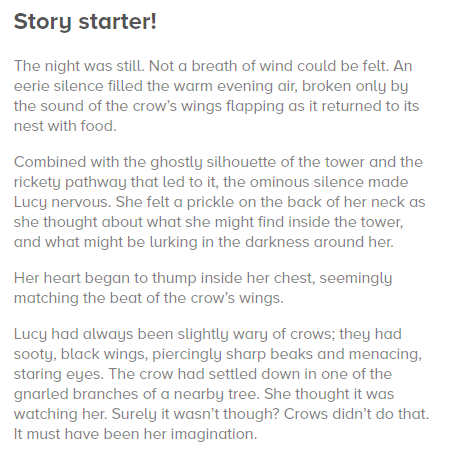 Story starter!
The night was still. Not a breath of wind could be felt. An
eerie silence filled the warm evening air, broken only by
the sound of the crow's wings flapping as it returned to its
nest with food.
Combined with the ghostly silhouette of the tower and the
rickety pathway that led to it, the ominous silence made
Lucy nervous. She felt a prickle on the back of her neck as
she thought about what she might find inside the tower,
and what might be lurking in the darkness around her.
Her heart began to thump inside her chest, seemingly
matching the beat of the crow's wings.
Lucy had always been slightly wary of crows; they had
sooty, black wings, piercingly sharp beaks and menacing,
staring eyes. The crow had settled down in one of the
gnarled branches of a nearby tree. She thought it was
watching her. Surely it wasn't though? Crows didn't do that.
It must have been her imagination.